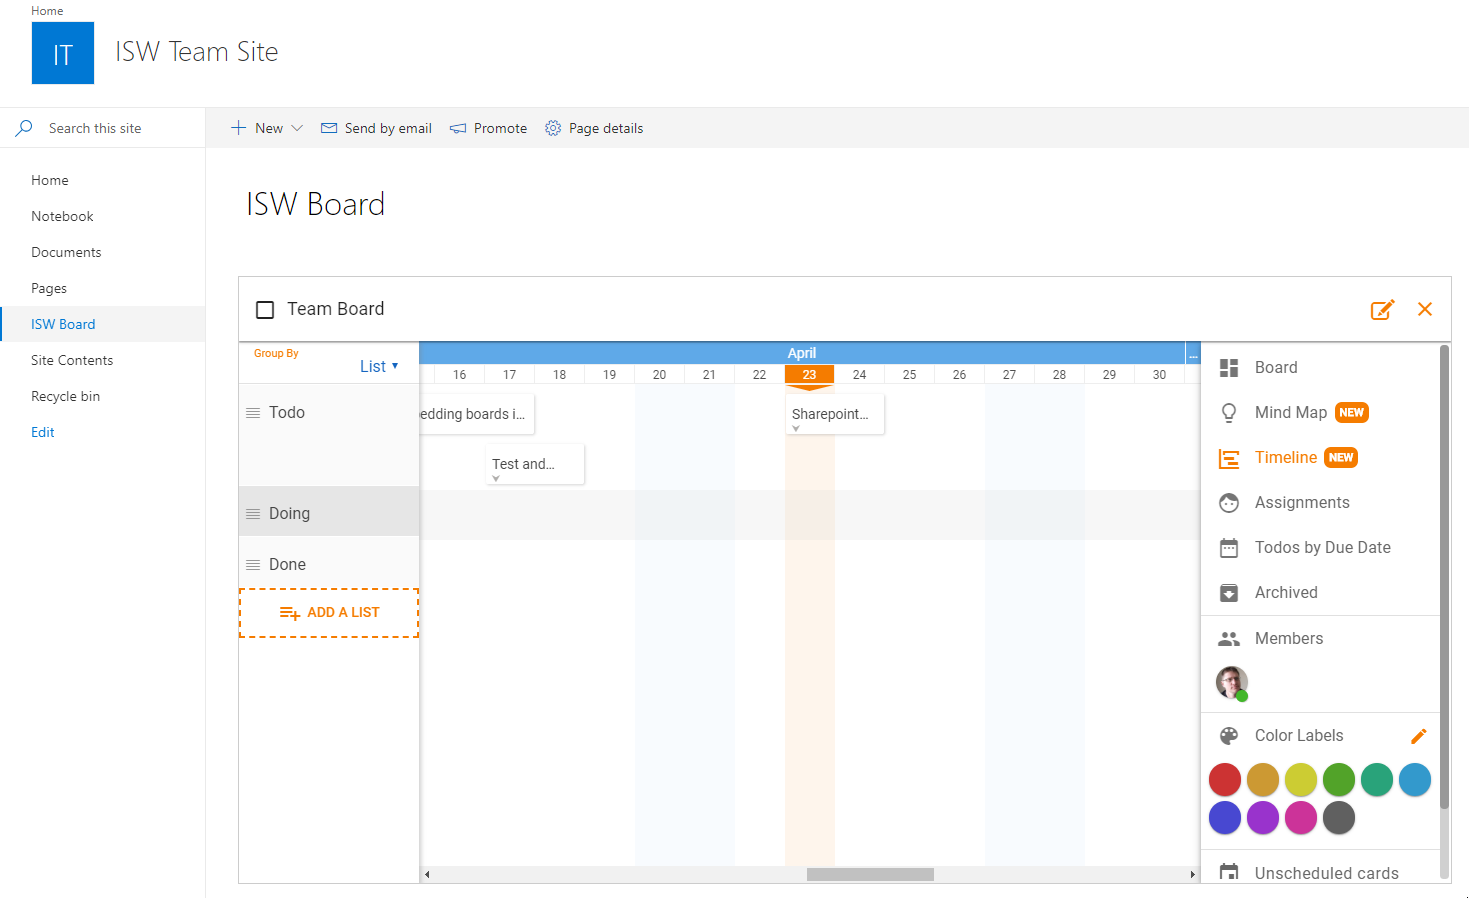 Home
IT
ISW Team Site
Search this site
New
Send by email
Promote
Page details
Home
Notebook
Documents
Pages
ISW Board
Site Contents
Recycle bin
Edit
ISW Board
Team Board
Group By
List
April
...
16 17 18 19 20 21 22 23 24 25 26 27 28 29 30
Todo
edding boards i...
Sharepoint...
Test and...
Doing
Done
ADD A LIST
Board
Mind Map NEW
Timeline NEW
Assignments
Todos by Due Date
Archived
Members
Color Labels
Unscheduled cards